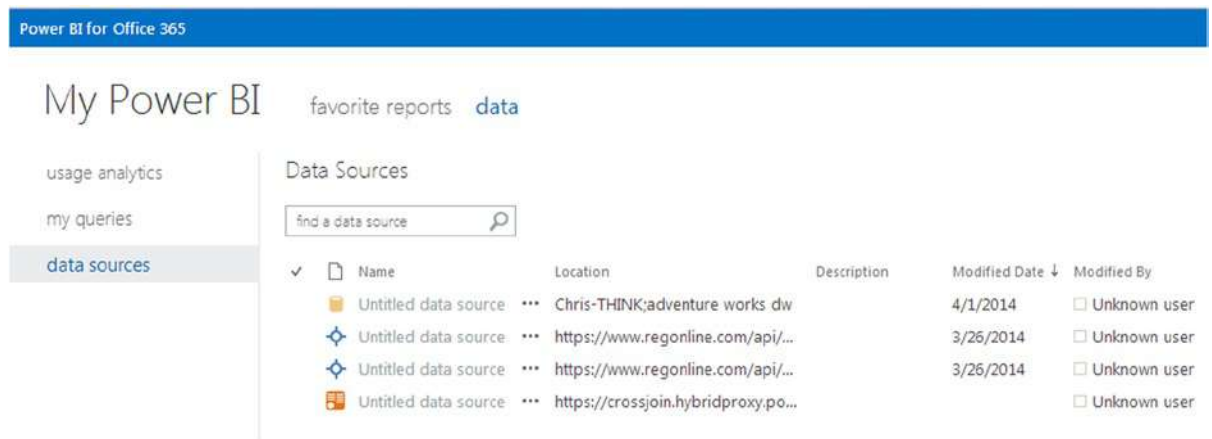 Power BI for Office 365
My Power BI favorite reports data
usage analytics
my queries
data sources
Data Sources
find a data source
Name Location Description Modified Date ↓ Modified By
Untitled data source ••• Chris-THINK;adventure works dw 4/1/2014 Unknown user
Untitled data source ••• https://www.regonline.com/api/... 3/26/2014 Unknown user
Untitled data source ••• https://www.regonline.com/api/... 3/26/2014 Unknown user
Untitled data source ••• https://crossjoin.hybridproxy.po... Unknown user